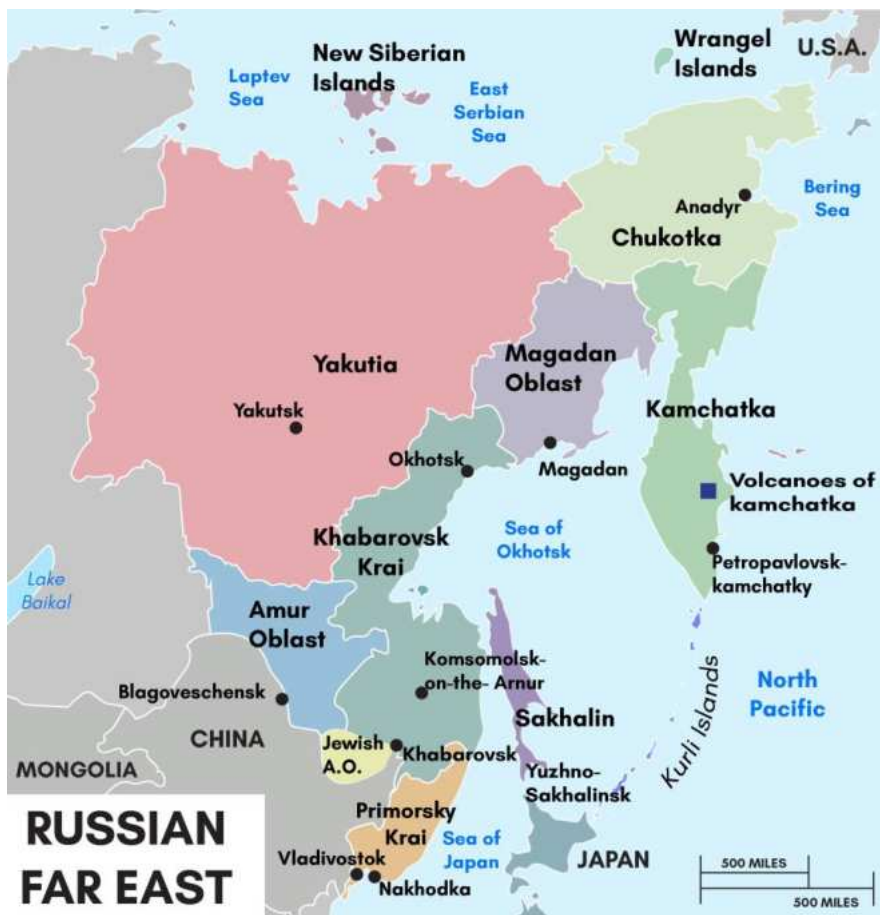 New Siberian
Islands
Wrangel
Islands
U.S.A.
Laptev
Sea
East
Serbian
Sea
Bering
Sea
Anadyr
Chukotka
Yakutia
Magadan
Oblast
Yakutsk
Kamchatka
Okhotsk
Magadan
Volcanoes of
kamchatka
Khabarovsk
Krai
Sea of
Okhotsk
Petropavlovsk-
kamchatky
Lake
Baikal
Amur
Oblast
Komsomolsk-
on-the- Arnur
Blagoveschensk
Sakhalin
Kurli Islands
North
Pacific
CHINA
Jewish
A.O.
Khabarovsk
MONGOLIA
Yuzhno-
Sakhalinsk
Primorsky
Krai
Sea of
Japan
JAPAN
Vladivostok
Nakhodka
RUSSIAN
FAR EAST
500 MILES
500 MILES